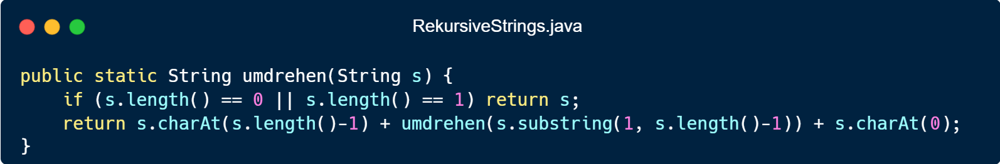 RekursiveStrings.java
public static String umdrehen(String s) {
    if (s.length() == 0 || s.length() == 1) return s;
    return s.charAt(s.length()-1) + umdrehen(s.substring(1, s.length()-1)) + s.charAt(0);
}